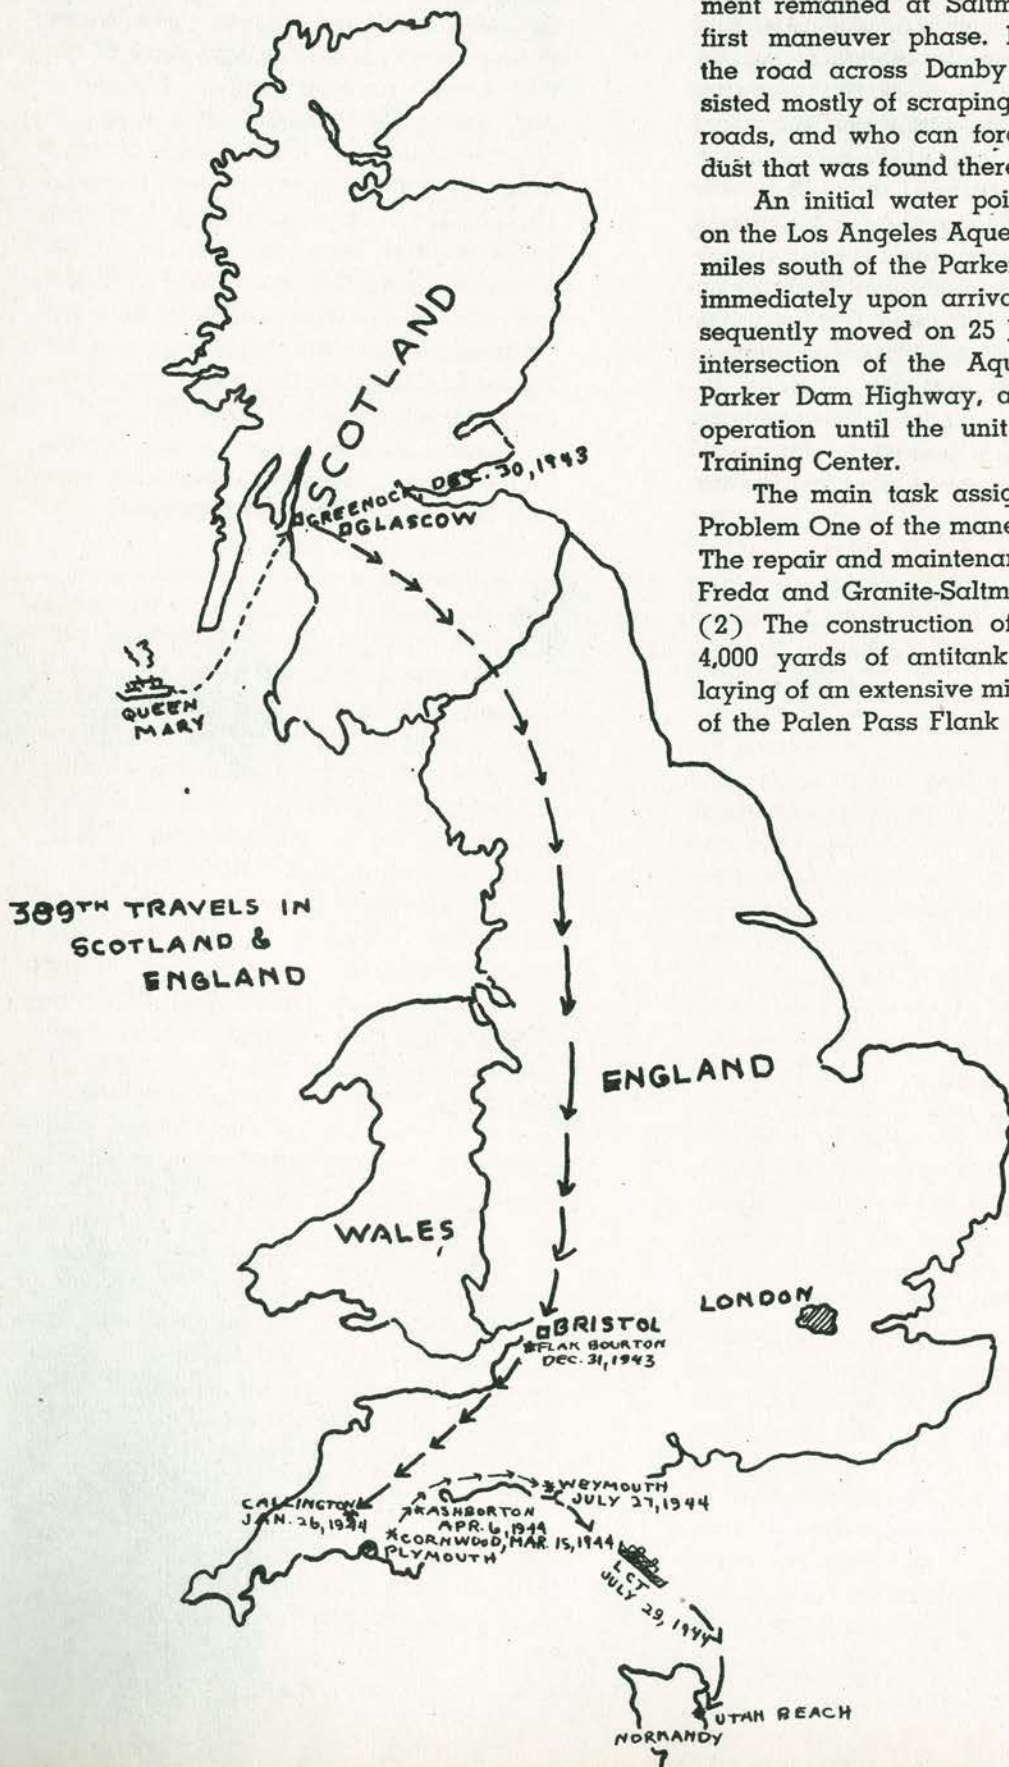 ment remained at Saltm
first maneuver phase.
the road across Danby
sisted mostly of scraping
roads, and who can for
dust that was found there
An initial water poi
on the Los Angeles Aque
miles south of the Parke
immediately upon arriva
sequently moved on 25
intersection of the Aqu
Parker Dam Highway, a
operation until the unit
Training Center.
The main task assig
Problem One of the mane
The repair and maintenan
Freda and Granite-Saltm
(2) The construction of
4,000 yards of antitank
laying of an extensive mi
of the Palen Pass Flank
SCOTLAND
GREENOCK, DEC. 30, 1943
GLASCOW
QUEEN
MARY
389TH TRAVELS IN
SCOTLAND &
ENGLAND
ENGLAND
WALES
LONDON
BRISTOL
FLAK BOURTON
DEC. 31, 1943
WEYMOUTH
JULY 27, 1944
CALLINGTON
JAN. 26, 1944
ASHBORTON
APR. 6, 1944
CORNWOOD, MAR. 15, 1944
PLYMOUTH
LCT
JULY 29, 1944
UTAH BEACH
NORMANDY
7